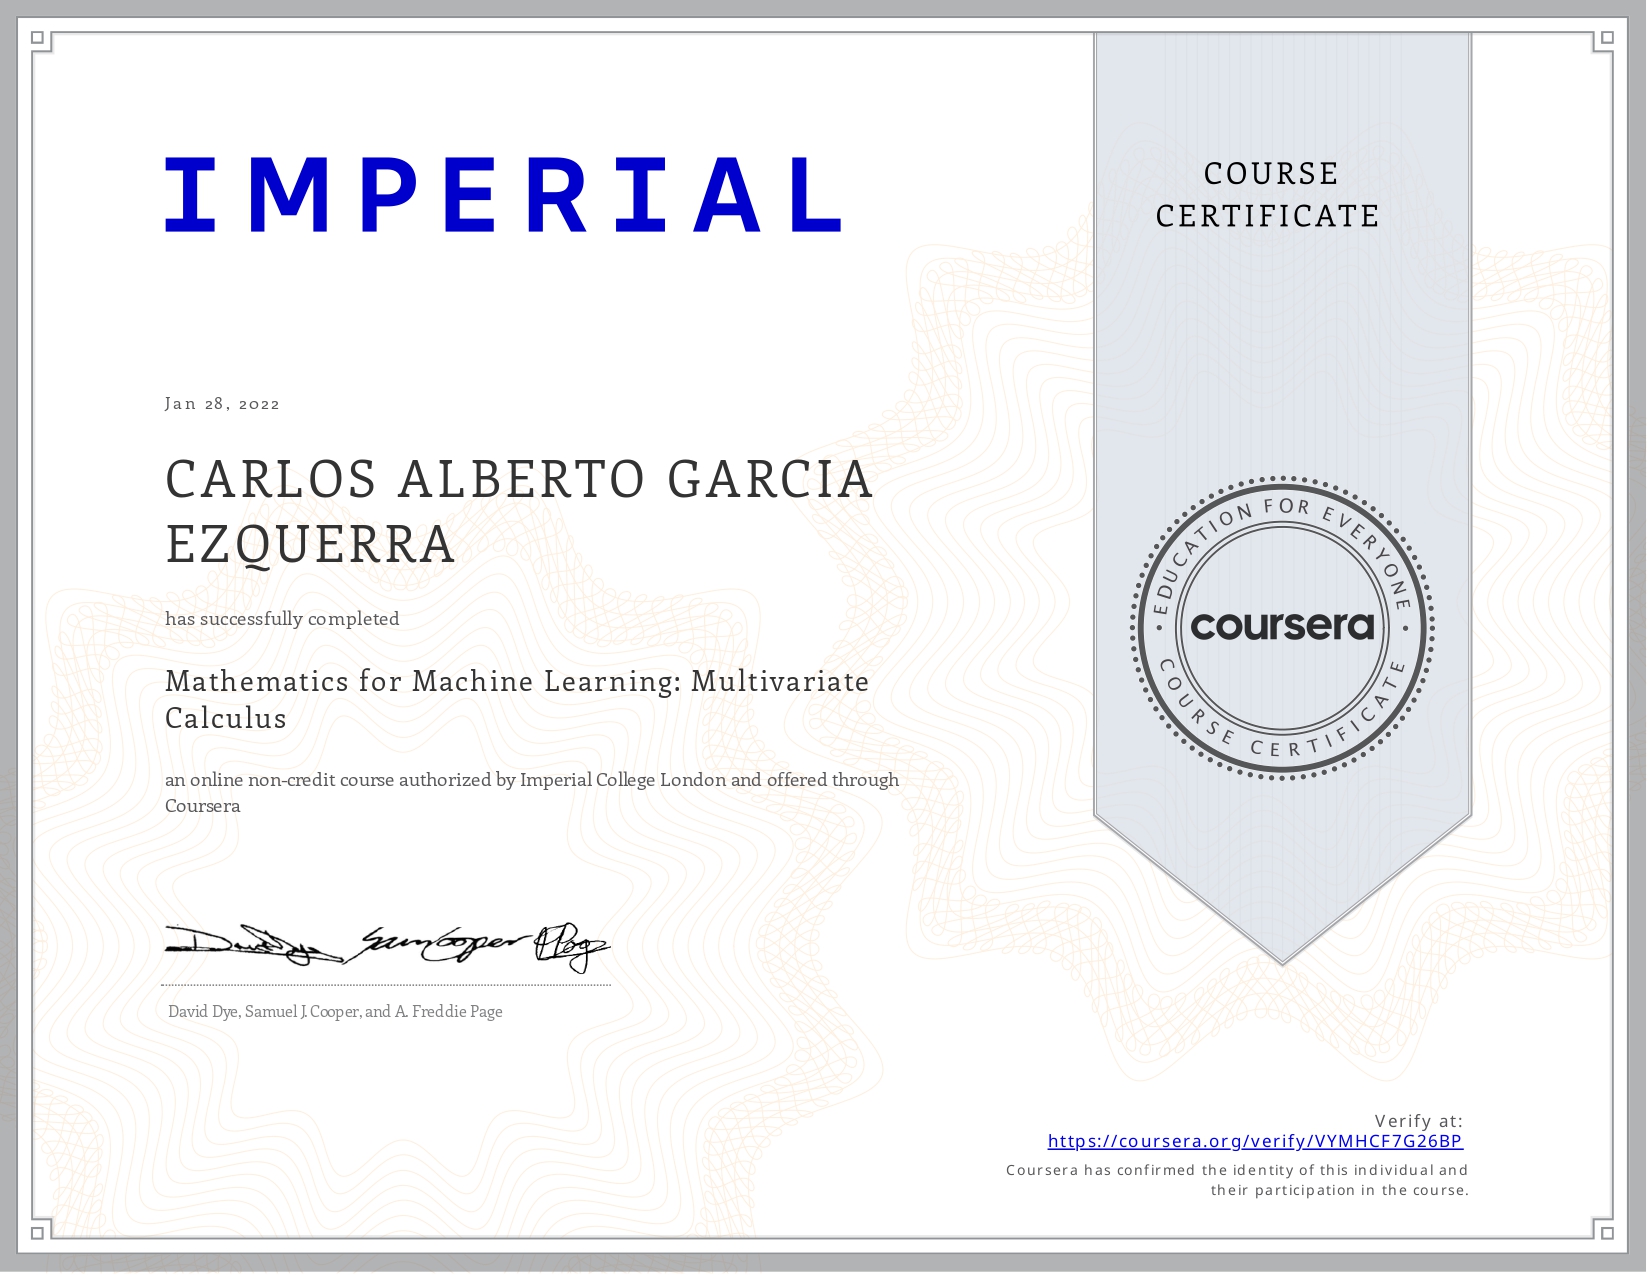 IMPERIAL
COURSE
CERTIFICATE
Jan 28, 2022
CARLOS ALBERTO GARCIA
EZQUERRA
has successfully completed
Mathematics for Machine Learning: Multivariate
Calculus
an online non-credit course authorized by Imperial College London and offered through
Coursera
EDUCATION FOR EVERYONE
coursera
COURSE CERTIFICATE
David Dye, Samuel J. Cooper, and A. Freddie Page
Verify at:
https://coursera.org/verify/VYMHCF7G26BP
Coursera has confirmed the identity of this individual and
their participation in the course.